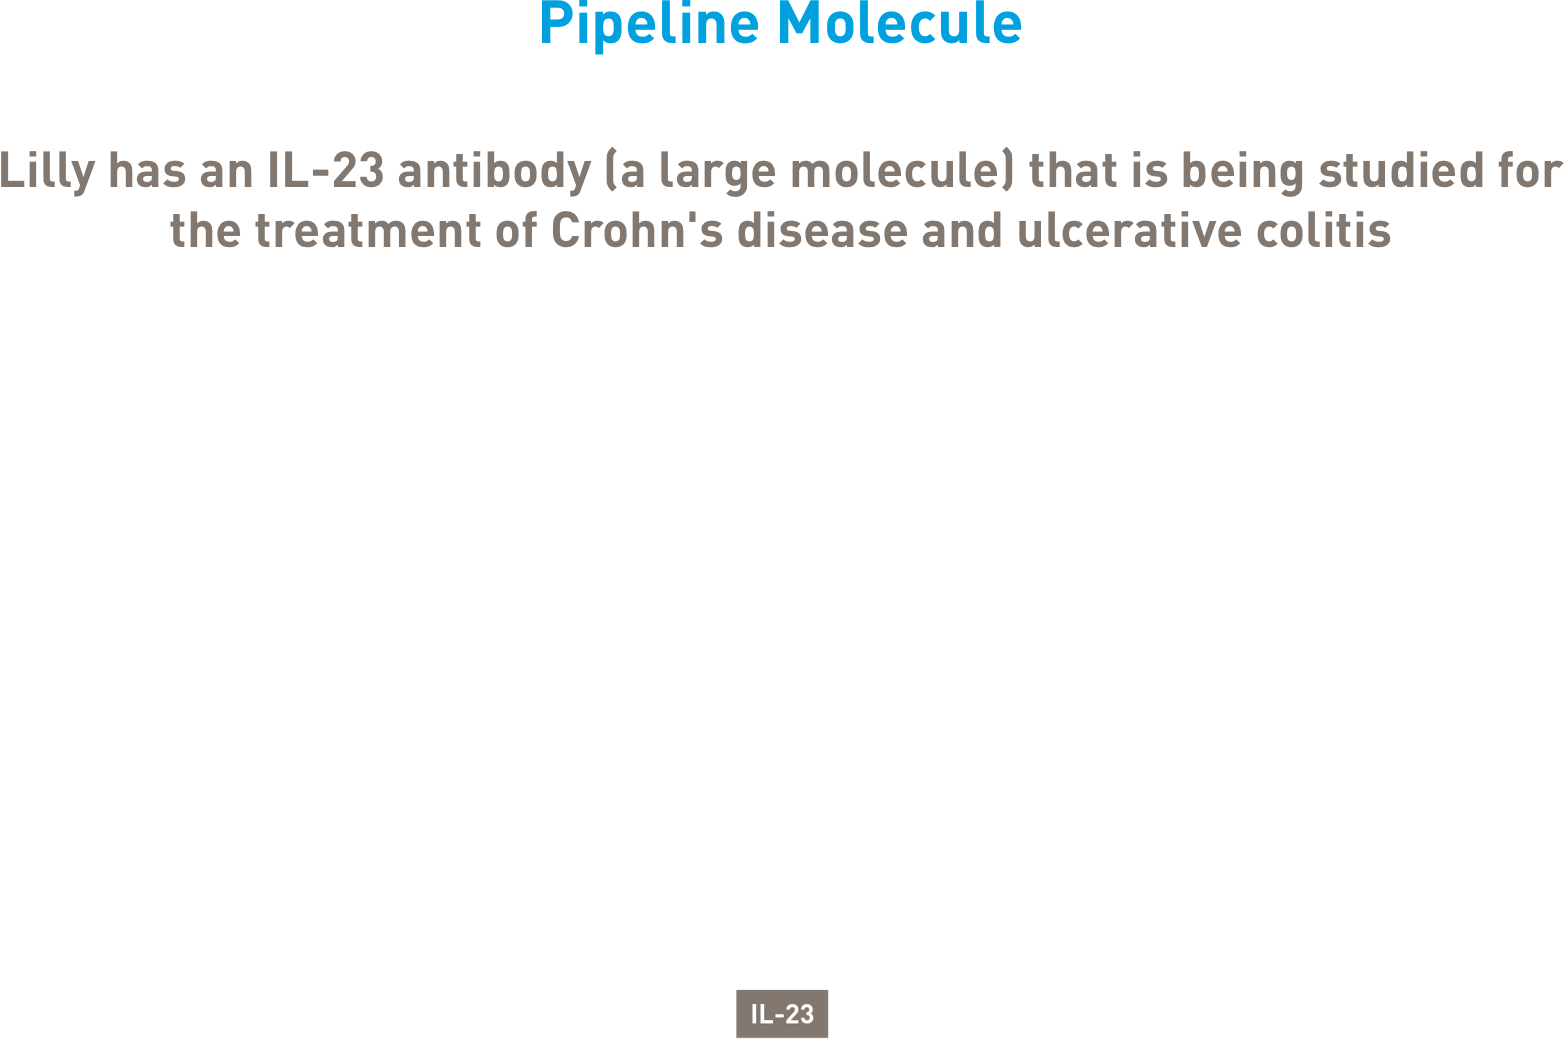 Pipeline Molecule
Lilly has an IL-23 antibody (a large molecule) that is being studied for
the treatment of Crohn's disease and ulcerative colitis
IL-23